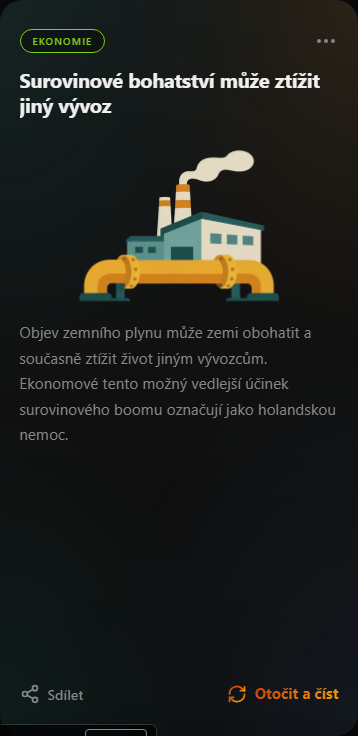 EKONOMIE
Surovinové bohatství může ztížit
jiný vývoz
Objev zemního plynu může zemi obohatit a
současně ztížit život jiným vývozcům.
Ekonomové tento možný vedlejší účinek
surovinového boomu označují jako holandskou
nemoc.
Sdílet
Otočit a číst